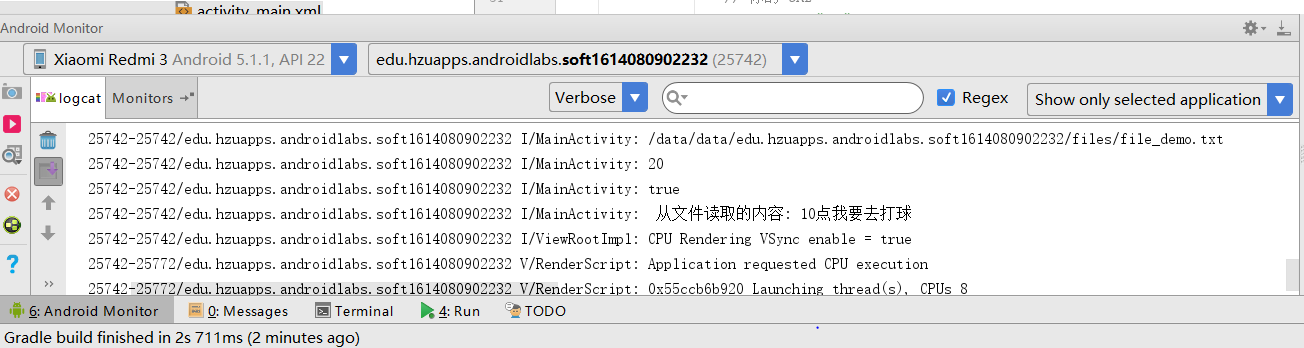 activity_main.xml
Android Monitor
Xiaomi Redmi 3 Android 5.1.1, API 22 edu.hzuapps.androidlabs.soft1614080902232 (25742)
logcat Monitors Verbose Regex Show only selected application
25742-25742/edu.hzuapps.androidlabs.soft1614080902232 I/MainActivity: /data/data/edu.hzuapps.androidlabs.soft1614080902232/files/file_demo.txt
25742-25742/edu.hzuapps.androidlabs.soft1614080902232 I/MainActivity: 20
25742-25742/edu.hzuapps.androidlabs.soft1614080902232 I/MainActivity: true
25742-25742/edu.hzuapps.androidlabs.soft1614080902232 I/MainActivity: 从文件读取的内容: 10点我要去打球
25742-25742/edu.hzuapps.androidlabs.soft1614080902232 I/ViewRootImpl: CPU Rendering VSync enable = true
25742-25772/edu.hzuapps.androidlabs.soft1614080902232 V/RenderScript: Application requested CPU execution
25742-25772/edu.hzuapps.androidlabs.soft1614080902232 V/RenderScript: 0x55ccb6b920 Launching thread(s), CPUs 8
6: Android Monitor 0: Messages Terminal 4: Run TODO
Gradle build finished in 2s 711ms (2 minutes ago)